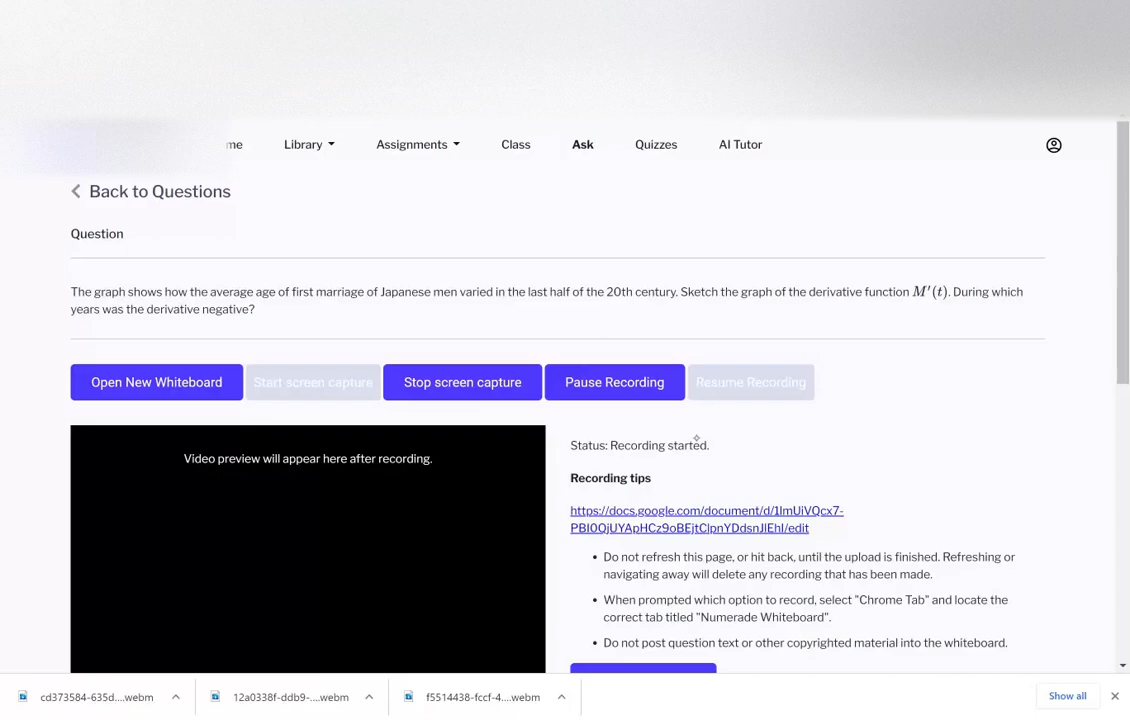 me Library Assignments Class Ask Quizzes AI Tutor
Back to Questions
Question
The graph shows how the average age of first marriage of Japanese men varied in the last half of the 20th century. Sketch the graph of the derivative function M′(t). During which
years was the derivative negative?
Open New Whiteboard Start screen capture Stop screen capture Pause Recording Resume Recording
Video preview will appear here after recording.
Status: Recording started.
Recording tips
https://docs.google.com/document/d/1lmUiVQcx7-
PBI0QjUYApHCz9oBEjtClpnYDdsnJlEhI/edit
• Do not refresh this page, or hit back, until the upload is finished. Refreshing or
navigating away will delete any recording that has been made.
• When prompted which option to record, select "Chrome Tab" and locate the
correct tab titled "Numerade Whiteboard".
• Do not post question text or other copyrighted material into the whiteboard.
cd373584-635d....webm 12a0338f-ddb9-....webm f5514438-fccf-4....webm Show all